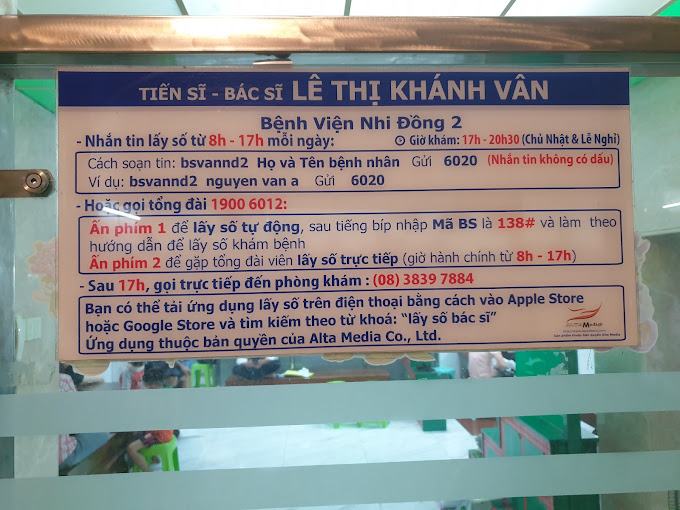 TIẾN SĨ - BÁC SĨ LÊ THỊ KHÁNH VÂN
Bệnh Viện Nhi Đồng 2
- Nhắn tin lấy số từ 8h - 17h mỗi ngày: Giờ khám: 17h - 20h30 (Chủ Nhật & Lễ Nghỉ)
Cách soạn tin: bsvannd2 Họ và Tên bệnh nhân Gửi 6020 (Nhắn tin không có dấu)
Ví dụ: bsvannd2 nguyen van a Gửi 6020
- Hoặc gọi tổng đài 1900 6012:
Ấn phím 1 để lấy số tự động, sau tiếng bíp nhập Mã BS là 138# và làm theo
hướng dẫn để lấy số khám bệnh
Ấn phím 2 để gặp tổng đài viên lấy số trực tiếp (giờ hành chính từ 8h - 17h)
- Sau 17h, gọi trực tiếp đến phòng khám : (08) 3839 7884
Bạn có thể tải ứng dụng lấy số trên điện thoại bằng cách vào Apple Store
hoặc Google Store và tìm kiếm theo từ khoá: "lấy số bác sĩ"
Ứng dụng thuộc bản quyền của Alta Media Co., Ltd.
ALTA Media